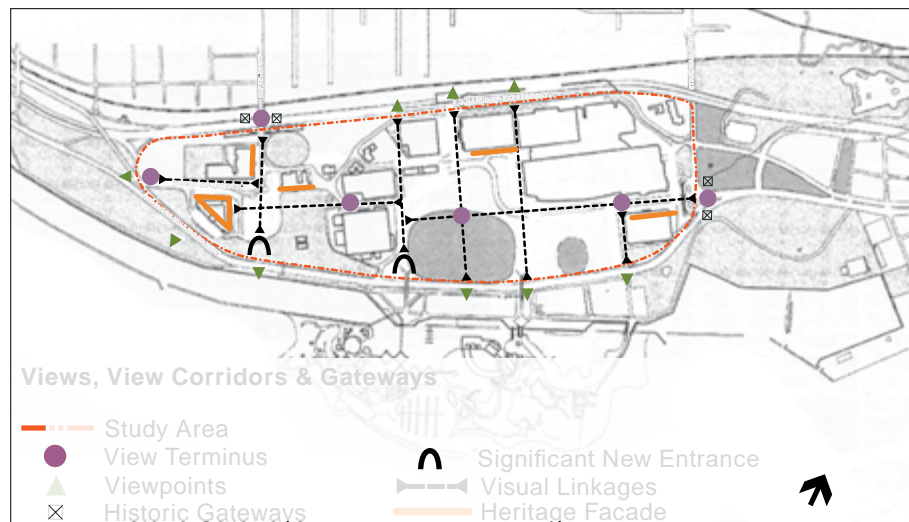 Views, View Corridors & Gateways
Study Area
View Terminus
Viewpoints
Historic Gateways
Significant New Entrance
Visual Linkages
Heritage Facade